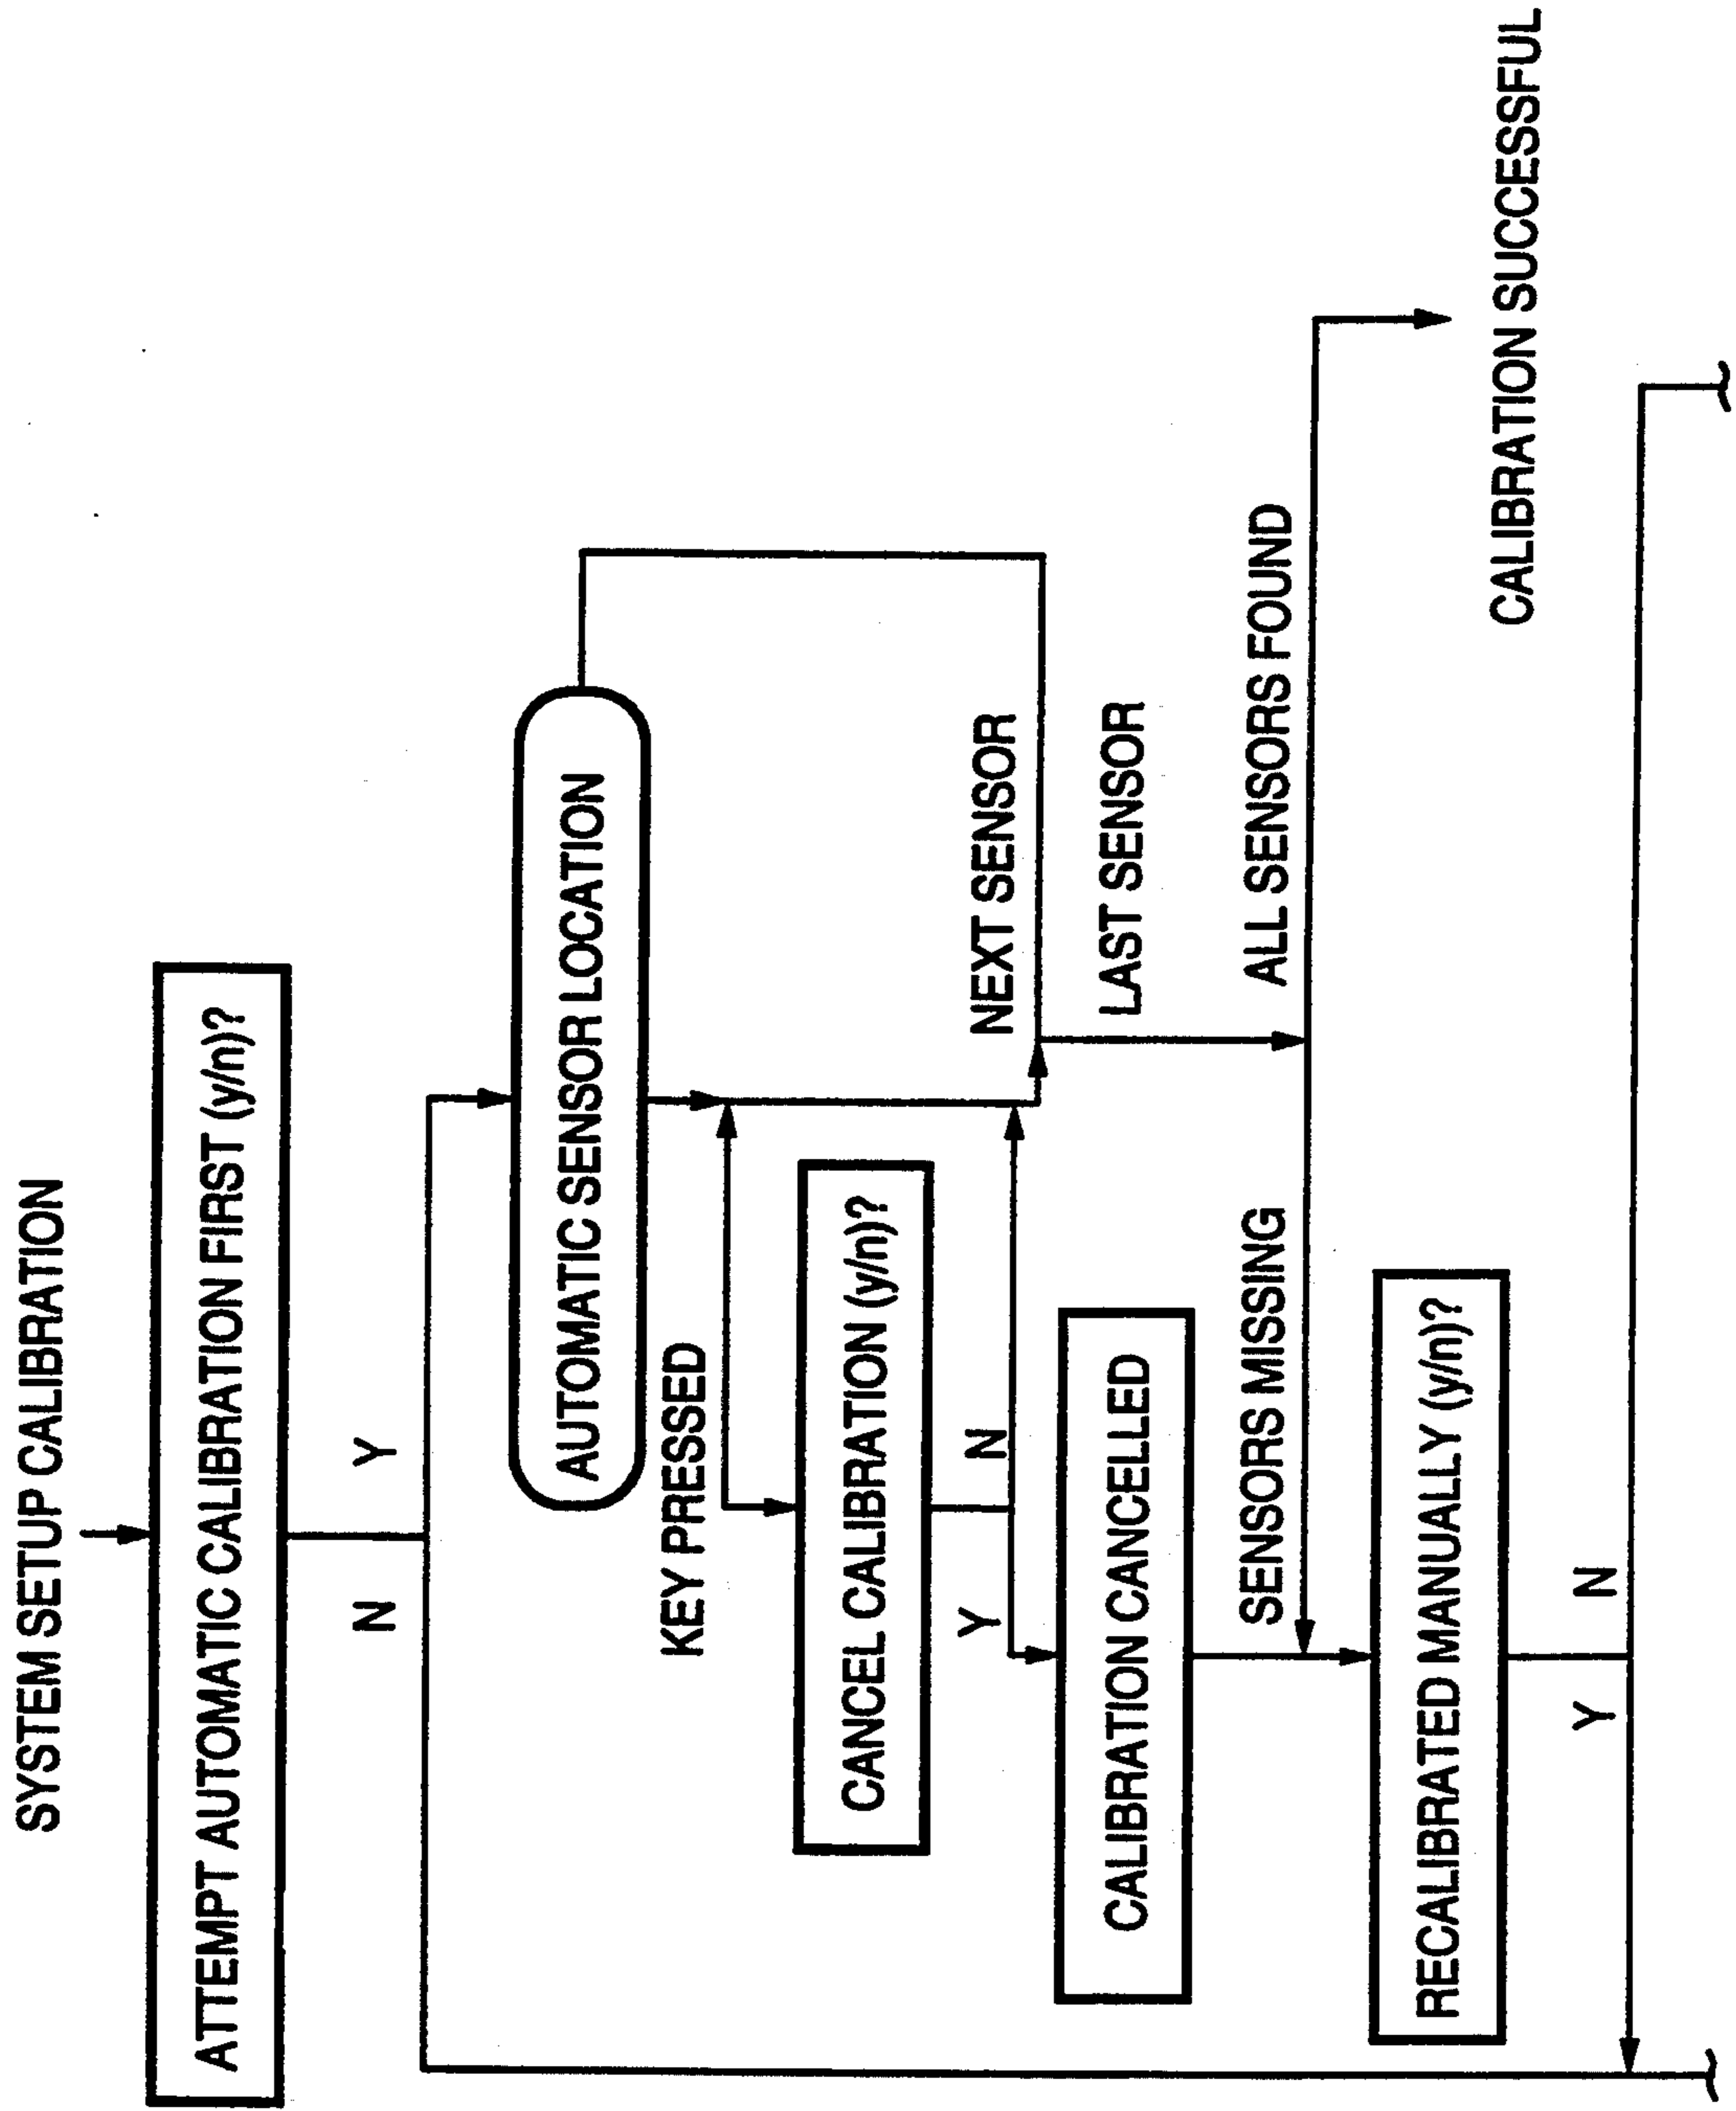 SYSTEM SETUP CALIBRATION
ATTEMPT AUTOMATIC CALIBRATION FIRST (y/n)?
N
Y
AUTOMATIC SENSOR LOCATION
KEY PRESSED
CANCEL CALIBRATION (y/n)?
Y
N
NEXT SENSOR
CALIBRATION CANCELLED
LAST SENSOR
SENSORS MISSING
ALL SENSORS FOUND
RECALIBRATED MANUALLY (y/n)?
CALIBRATION SUCCESSFUL
Y
N